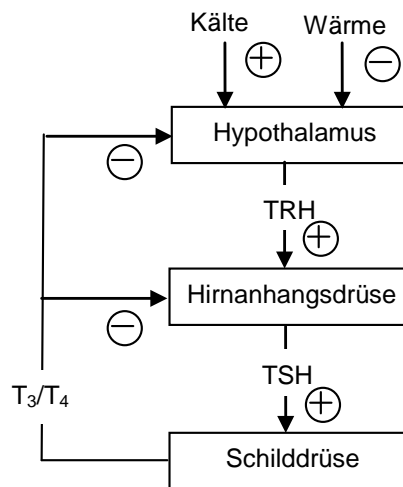 Kälte Wärme
+ −
Hypothalamus
−
TRH
+
Hirnanhangsdrüse
−
TSH
T₃/T₄ +
Schilddrüse